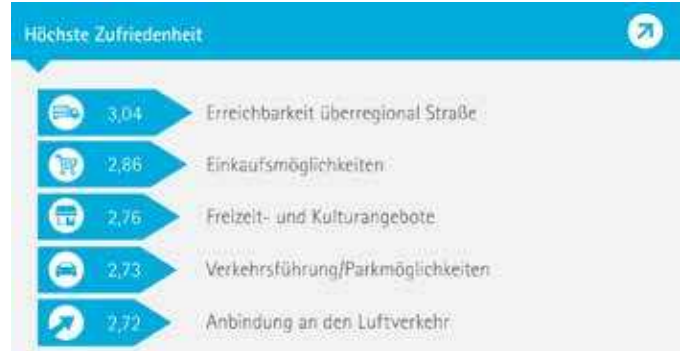 Höchste Zufriedenheit
3,04 Erreichbarkeit überregional Straße
2,86 Einkaufsmöglichkeiten
2,76 Freizeit- und Kulturangebote
2,73 Verkehrsführung/Parkmöglichkeiten
2,72 Anbindung an den Luftverkehr